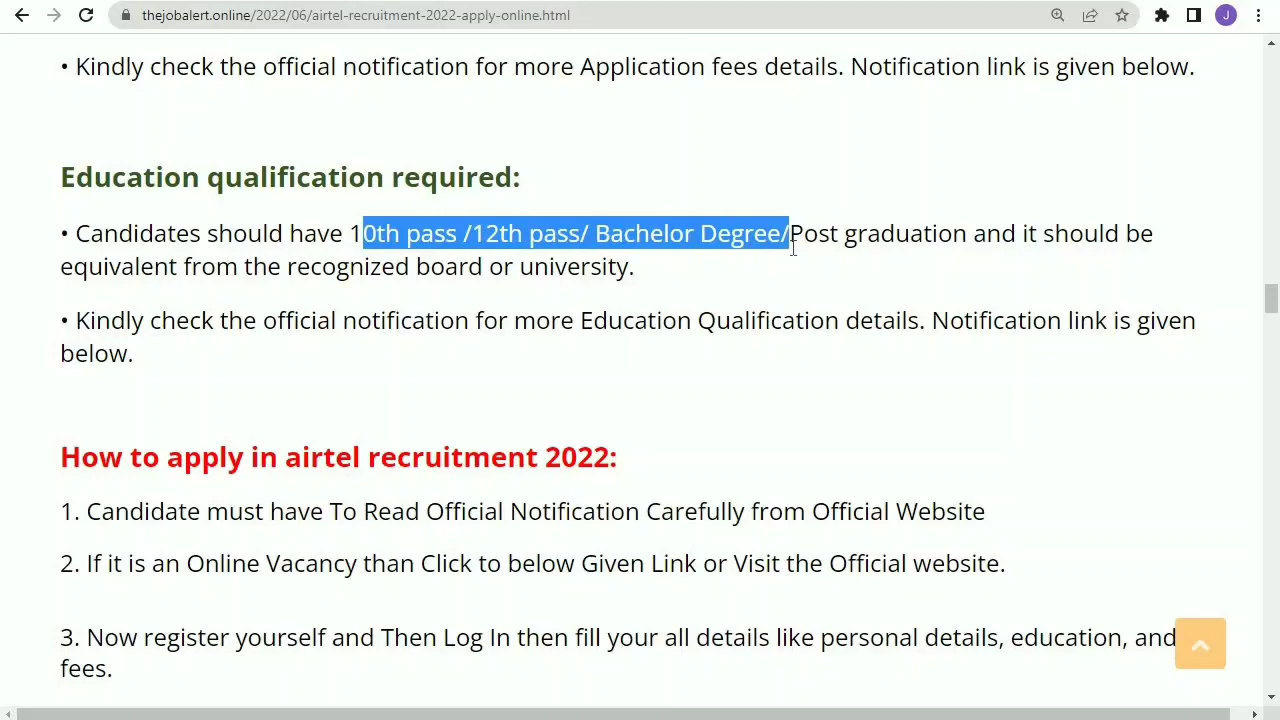 thejobalert.online/2022/06/airtel-recruitment-2022-apply-online.html
J
• Kindly check the official notification for more Application fees details. Notification link is given below.
Education qualification required:
• Candidates should have 10th pass /12th pass/ Bachelor Degree/Post graduation and it should be
equivalent from the recognized board or university.
• Kindly check the official notification for more Education Qualification details. Notification link is given
below.
How to apply in airtel recruitment 2022:
1. Candidate must have To Read Official Notification Carefully from Official Website
2. If it is an Online Vacancy than Click to below Given Link or Visit the Official website.
3. Now register yourself and Then Log In then fill your all details like personal details, education, and
fees.